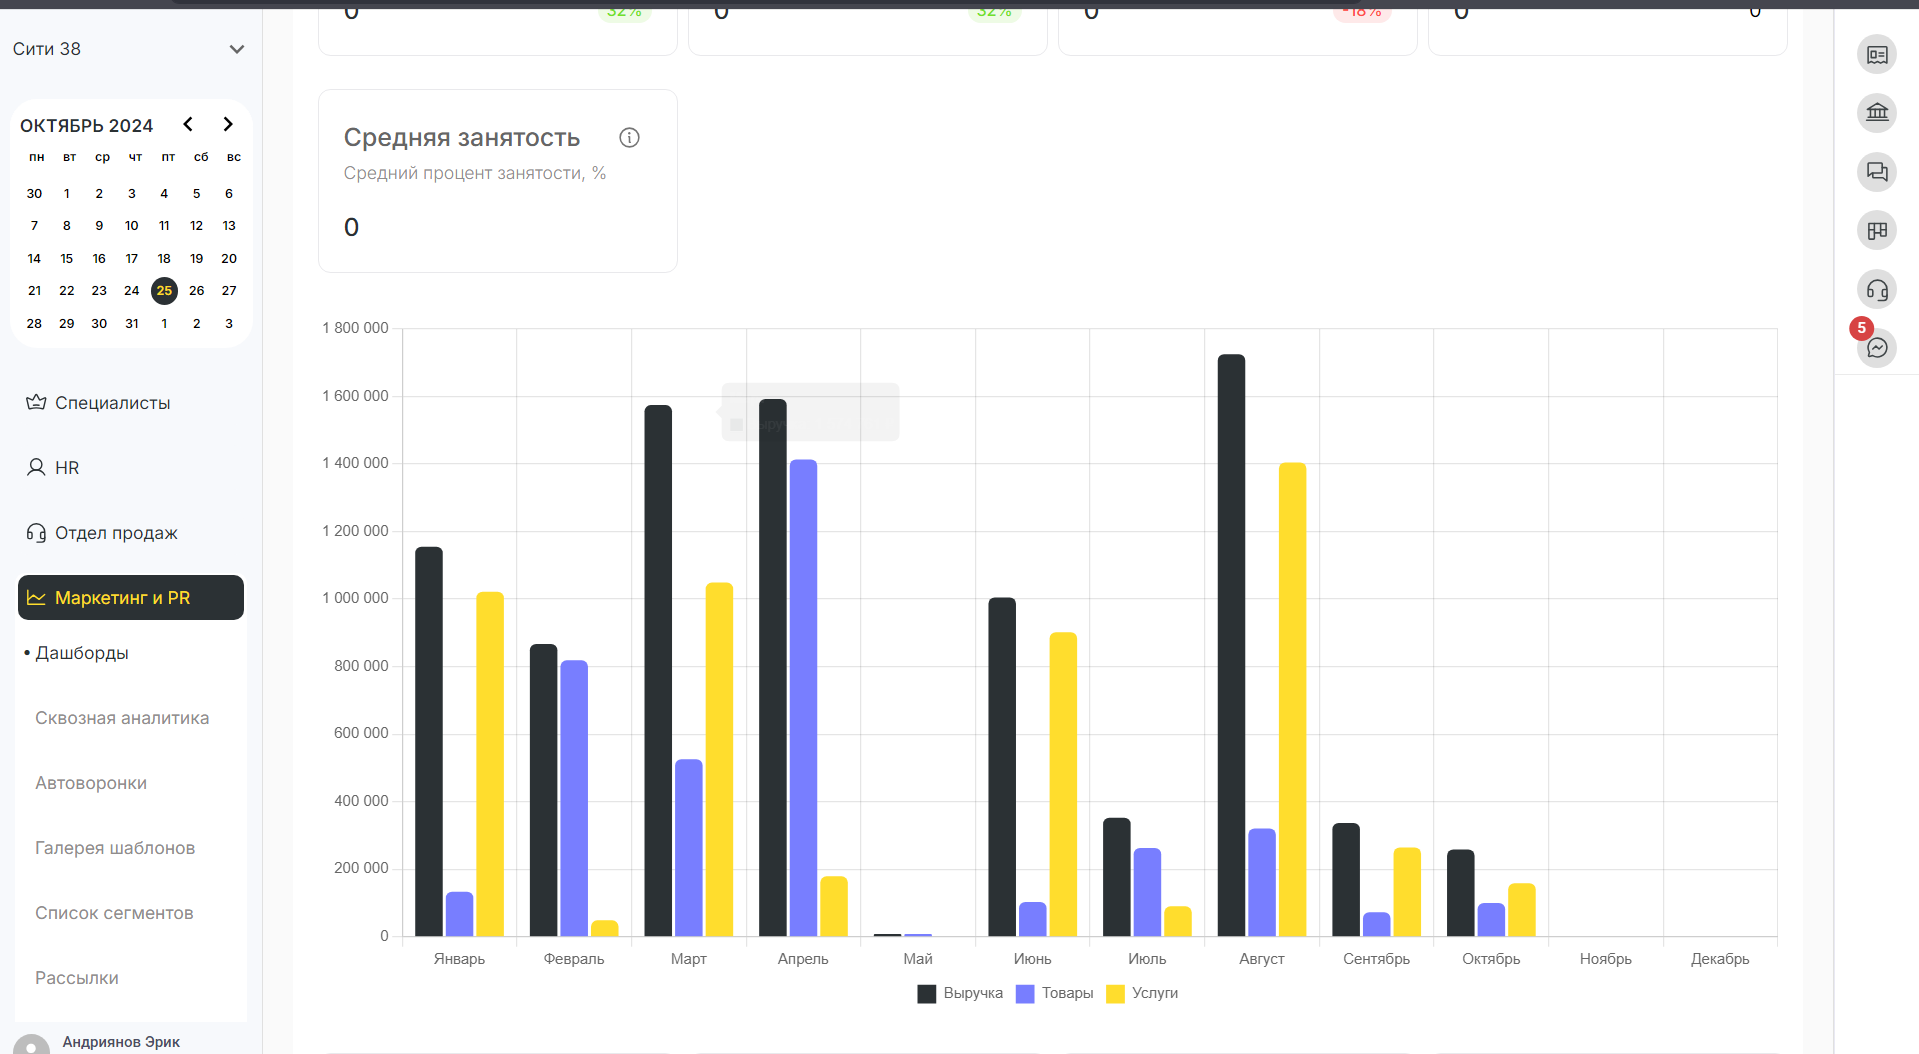 0 32% 0 32% 0 -18% 0 0
Сити 38
ОКТЯБРЬ 2024
пн вт ср чт пт сб вс
30 1 2 3 4 5 6
7 8 9 10 11 12 13
14 15 16 17 18 19 20
21 22 23 24 25 26 27
28 29 30 31 1 2 3
Специалисты
HR
Отдел продаж
Маркетинг и PR
• Дашборды
Сквозная аналитика
Автоворонки
Галерея шаблонов
Список сегментов
Рассылки
Андриянов Эрик
Средняя занятость
Средний процент занятости, %
0
1 800 000
1 600 000
1 400 000
1 200 000
1 000 000
800 000
600 000
400 000
200 000
0
Январь Февраль Март Апрель Май Июнь Июль Август Сентябрь Октябрь Ноябрь Декабрь
Выручка Товары Услуги
5